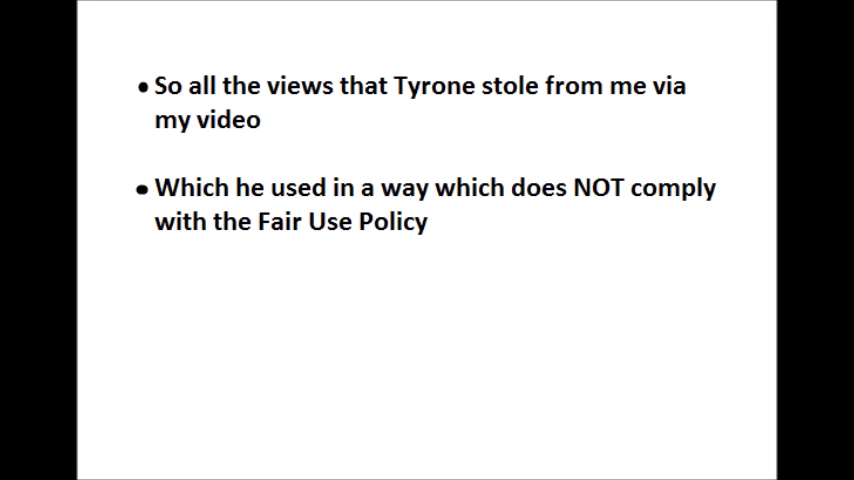 • So all the views that Tyrone stole from me via
my video
• Which he used in a way which does NOT comply
with the Fair Use Policy